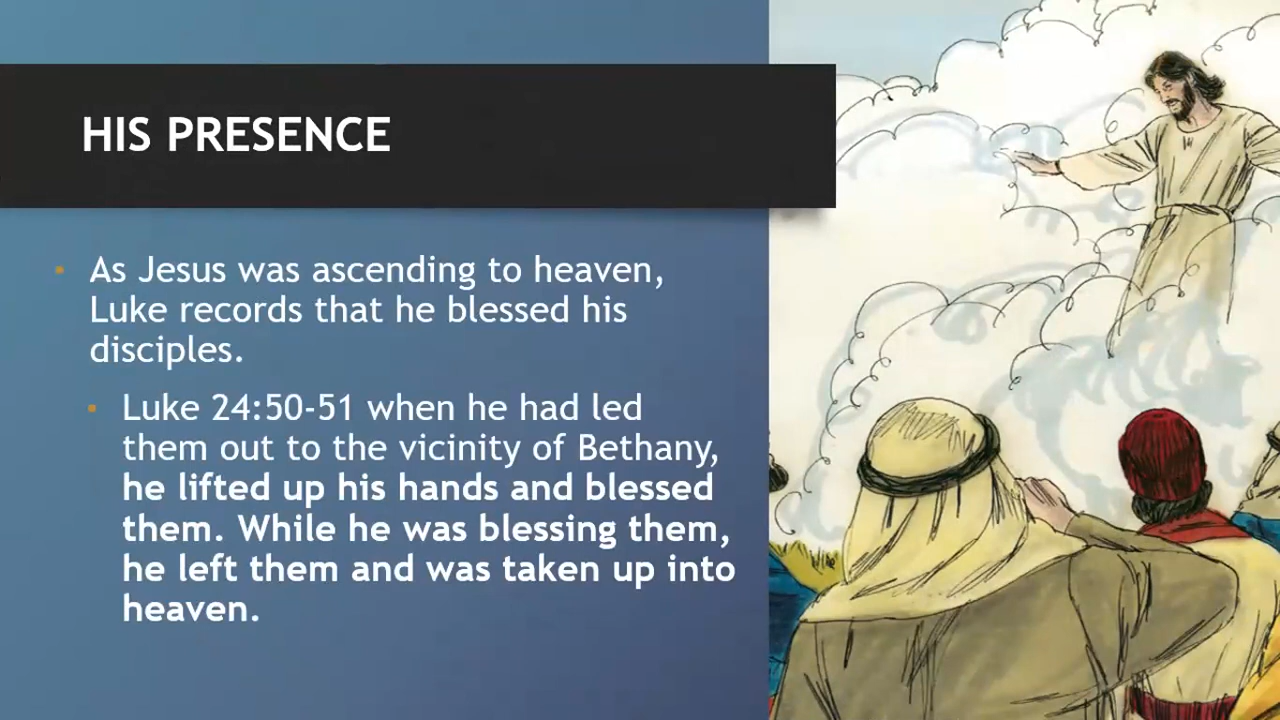 HIS PRESENCE
As Jesus was ascending to heaven,
Luke records that he blessed his
disciples.
Luke 24:50-51 when he had led
them out to the vicinity of Bethany,
he lifted up his hands and blessed
them. While he was blessing them,
he left them and was taken up into
heaven.